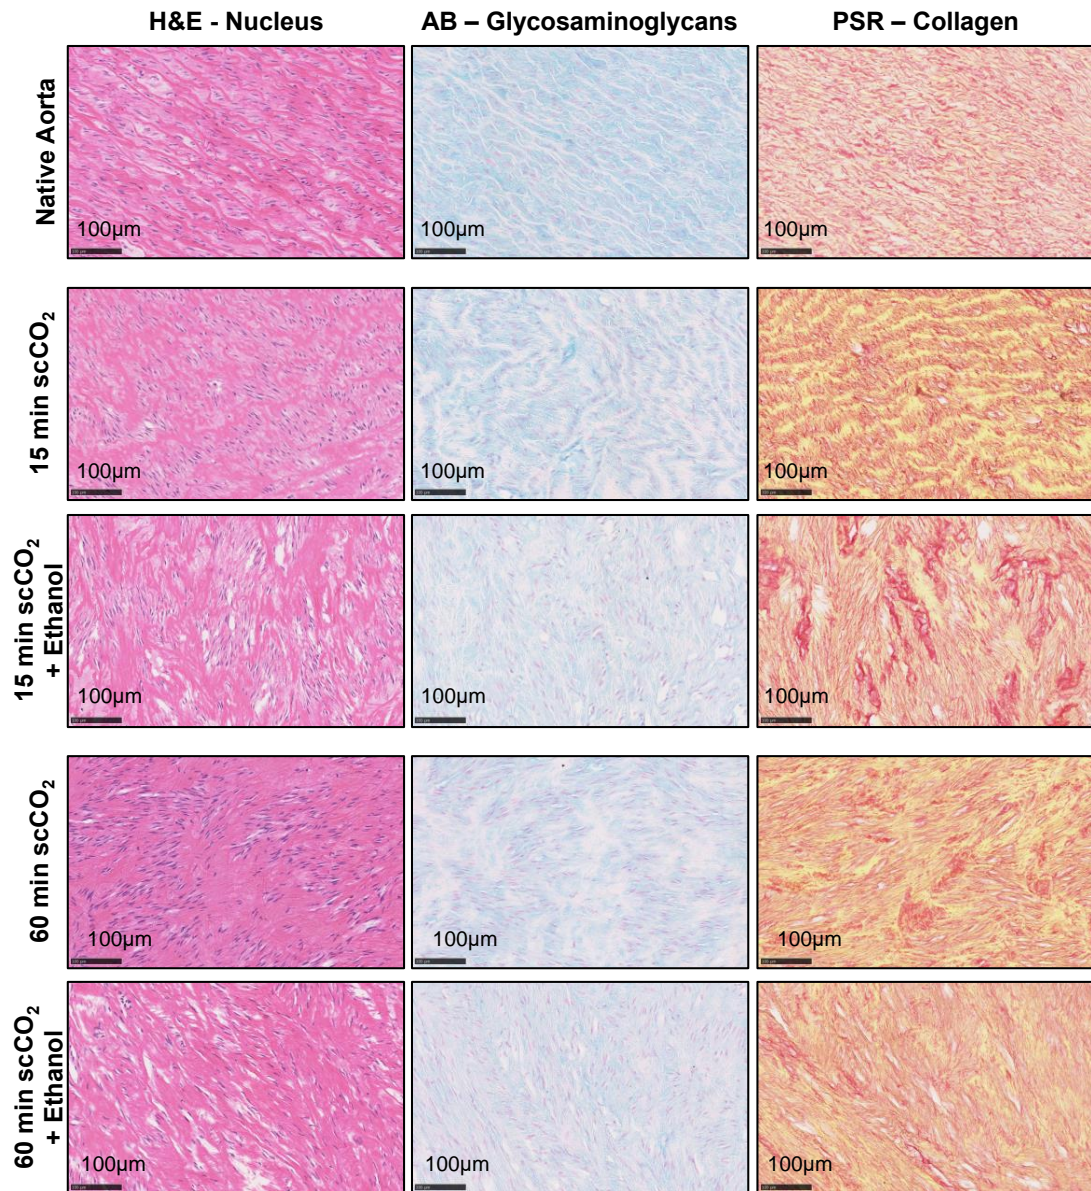 H&E - Nucleus
AB – Glycosaminoglycans
PSR – Collagen
Native Aorta
100µm
100µm
100µm
15 min scCO₂
100µm
100µm
100µm
15 min scCO₂
+ Ethanol
100µm
100µm
100µm
60 min scCO₂
100µm
100µm
100µm
60 min scCO₂
+ Ethanol
100µm
100µm
100µm